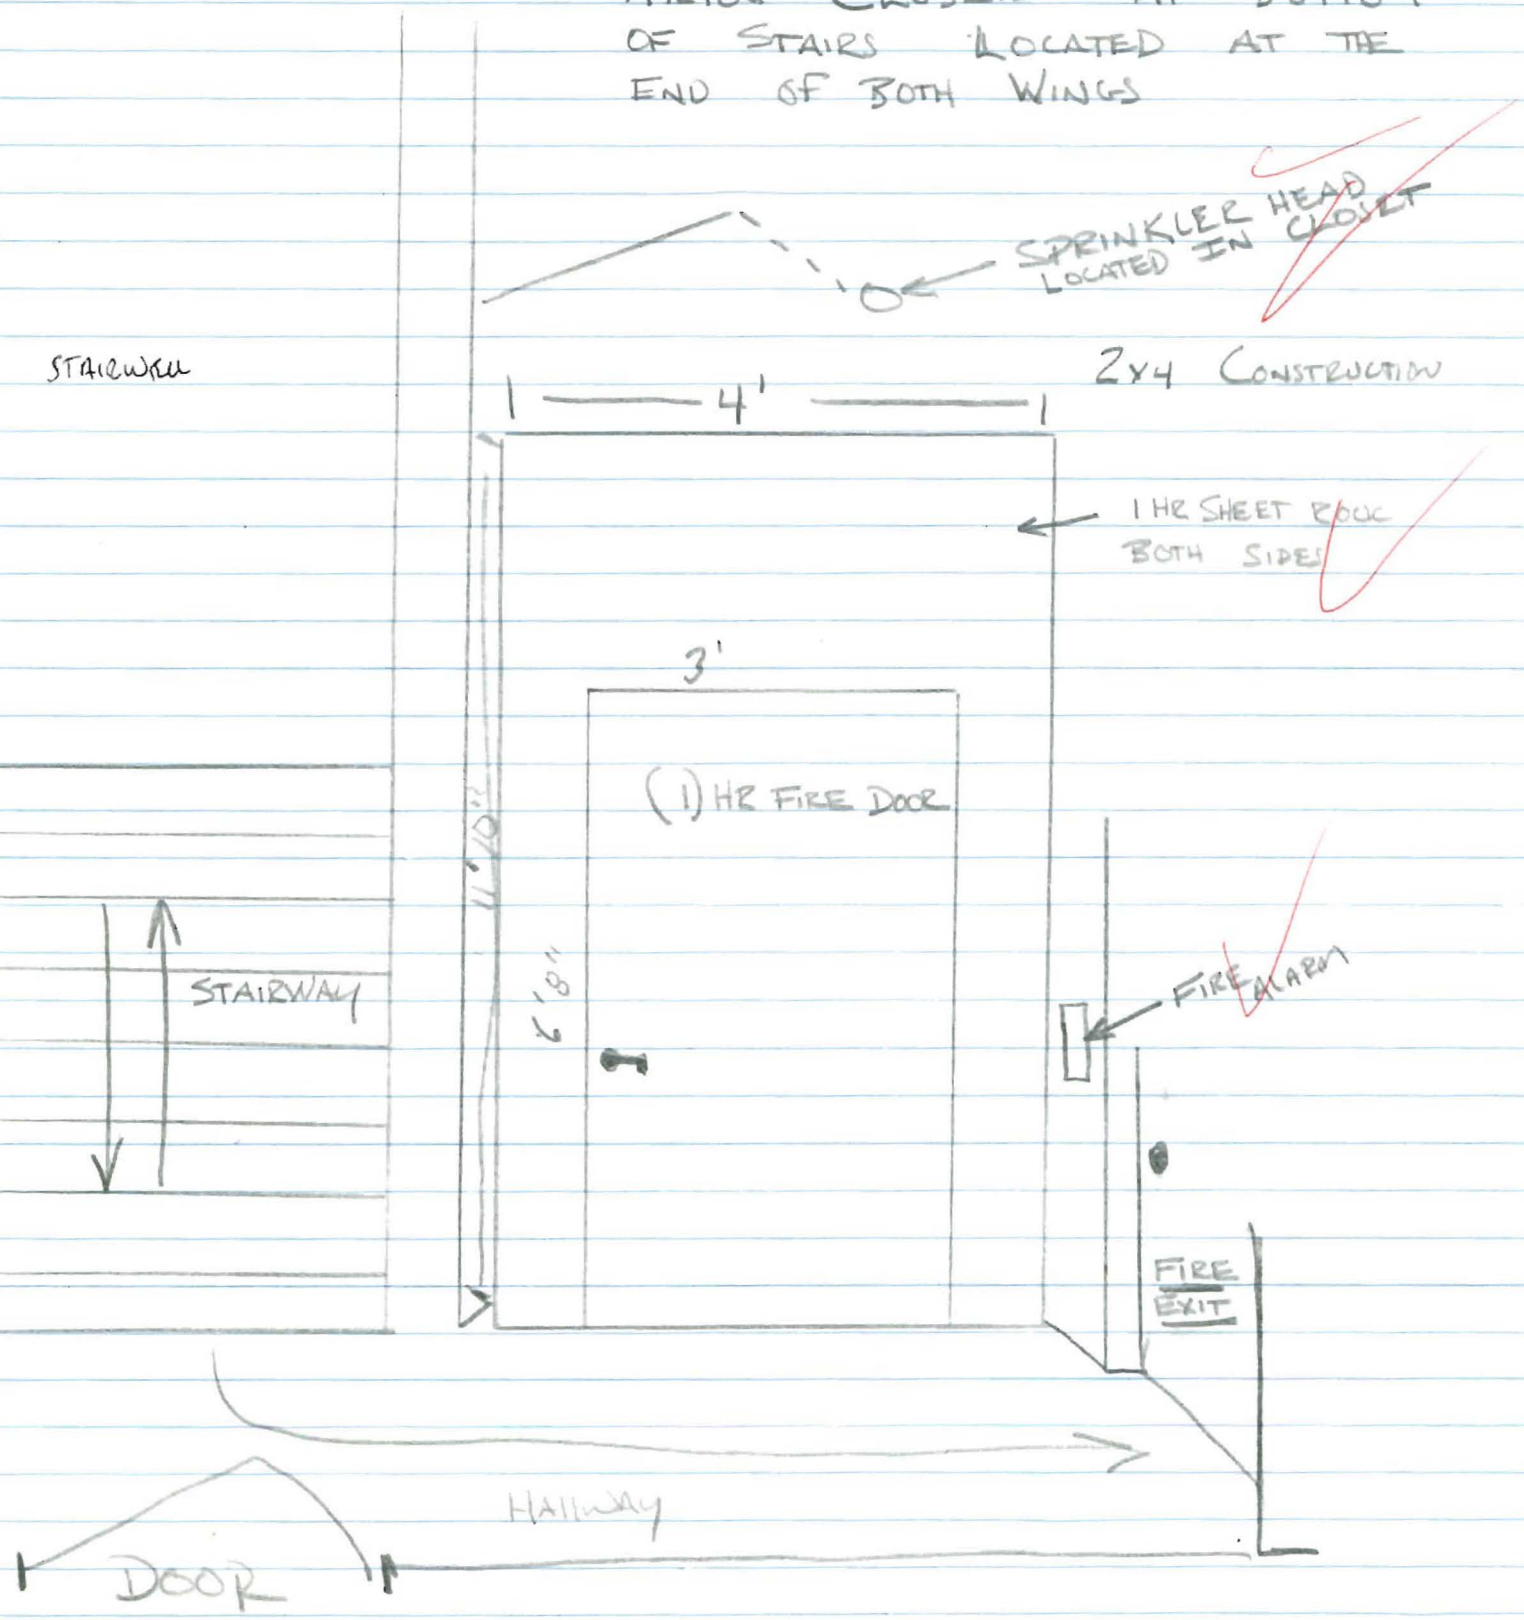 OF STAIRS LOCATED AT THE
END OF BOTH WINGS
SPRINKLER HEAD
LOCATED IN CLOSET
STAIRWELL
2x4 CONSTRUCTION
4'
1 HR SHEET ROCK
BOTH SIDES
3'
(1) HR FIRE DOOR
11' 10"
6' 8"
STAIRWAY
FIRE ALARM
FIRE
EXIT
HALLWAY
DOOR